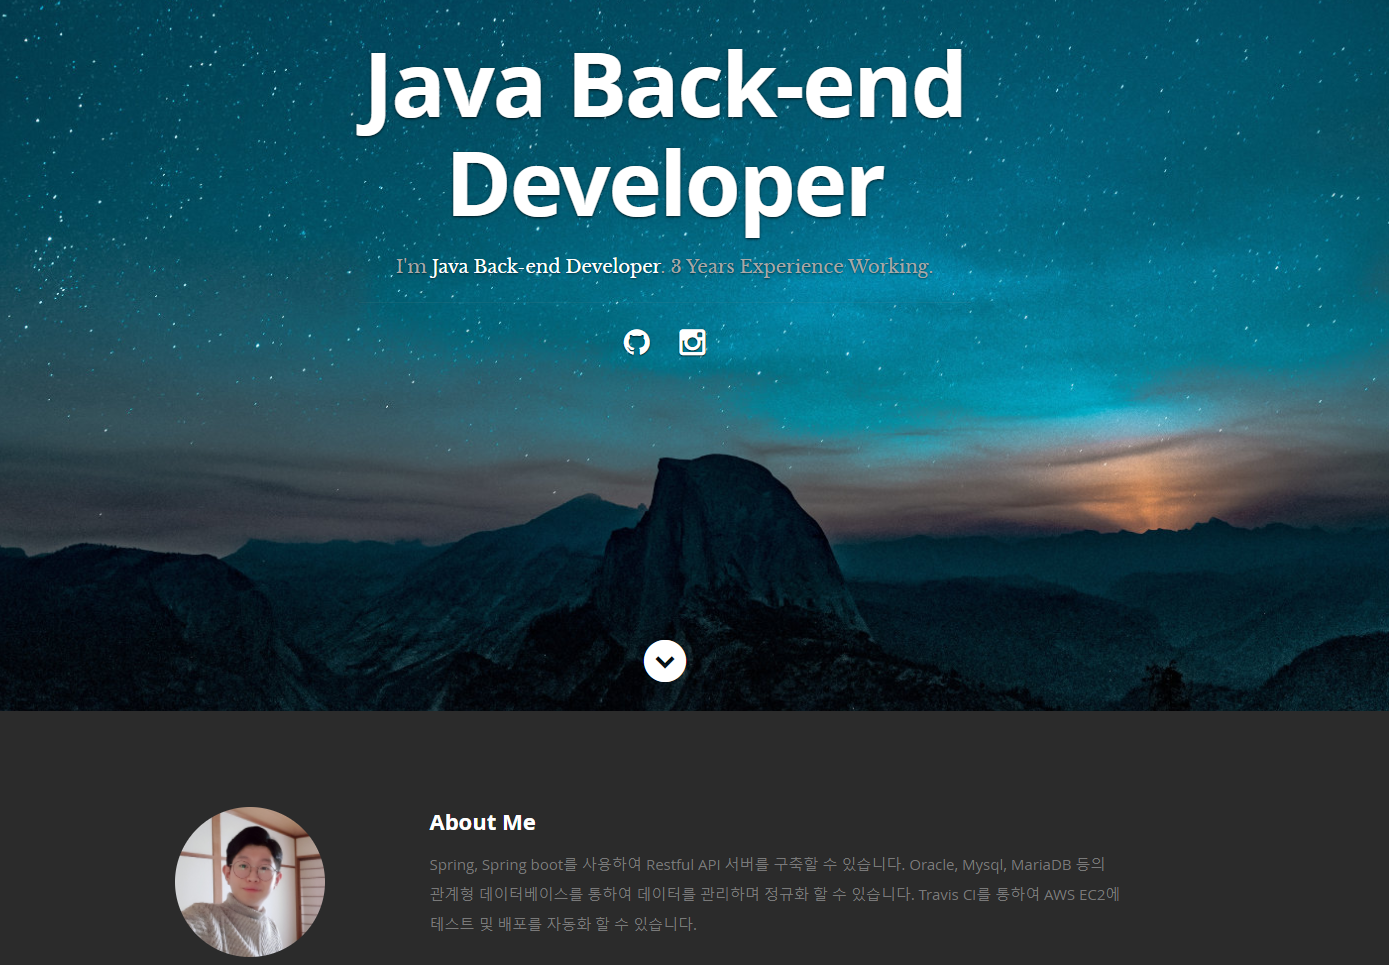 Java Back-end
Developer
I'm Java Back-end Developer. 3 Years Experience Working.
About Me
Spring, Spring boot를 사용하여 Restful API 서버를 구축할 수 있습니다. Oracle, Mysql, MariaDB 등의
관계형 데이터베이스를 통하여 데이터를 관리하며 정규화 할 수 있습니다. Travis CI를 통하여 AWS EC2에
테스트 및 배포를 자동화 할 수 있습니다.